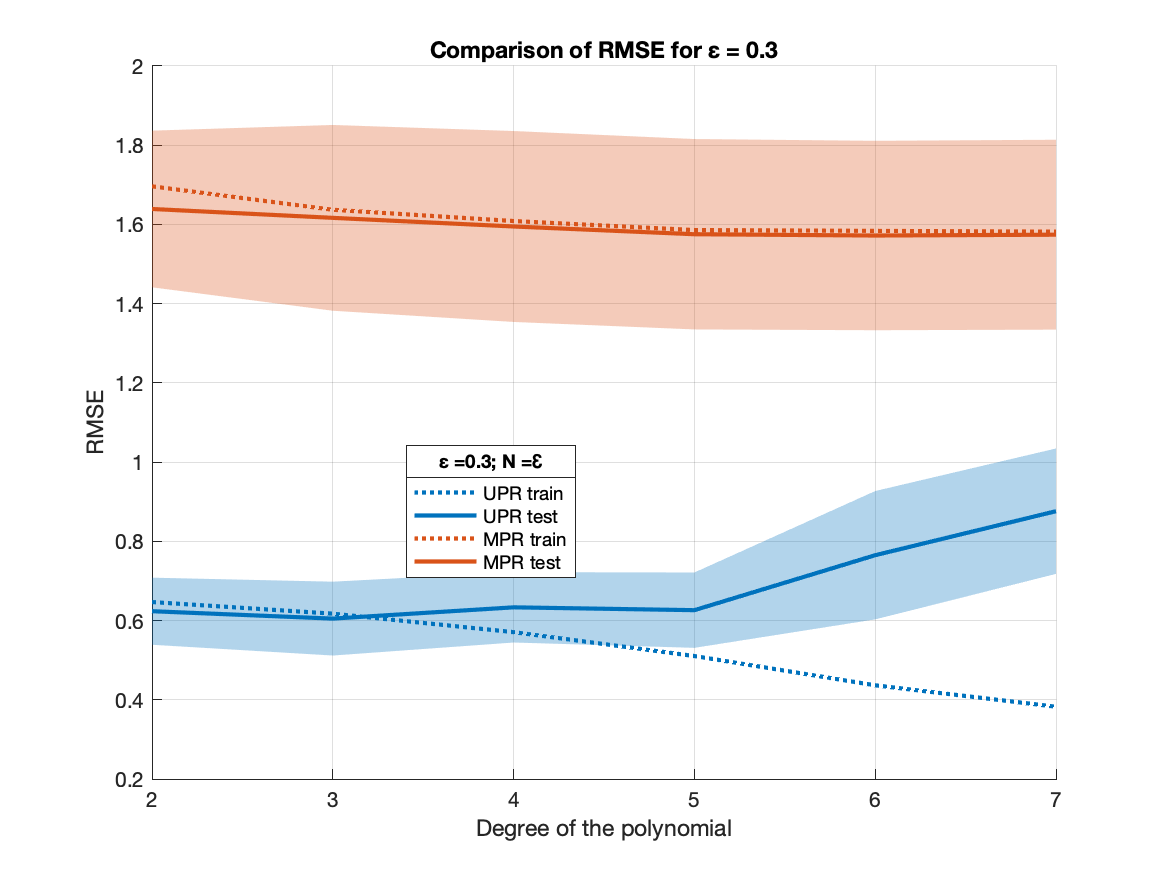 Comparison of RMSE for ε = 0.3
2
1.8
1.6
1.4
1.2
1
0.8
0.6
0.4
0.2
RMSE
ε =0.3; N =Ɛ
UPR train
UPR test
MPR train
MPR test
2 3 4 5 6 7
Degree of the polynomial